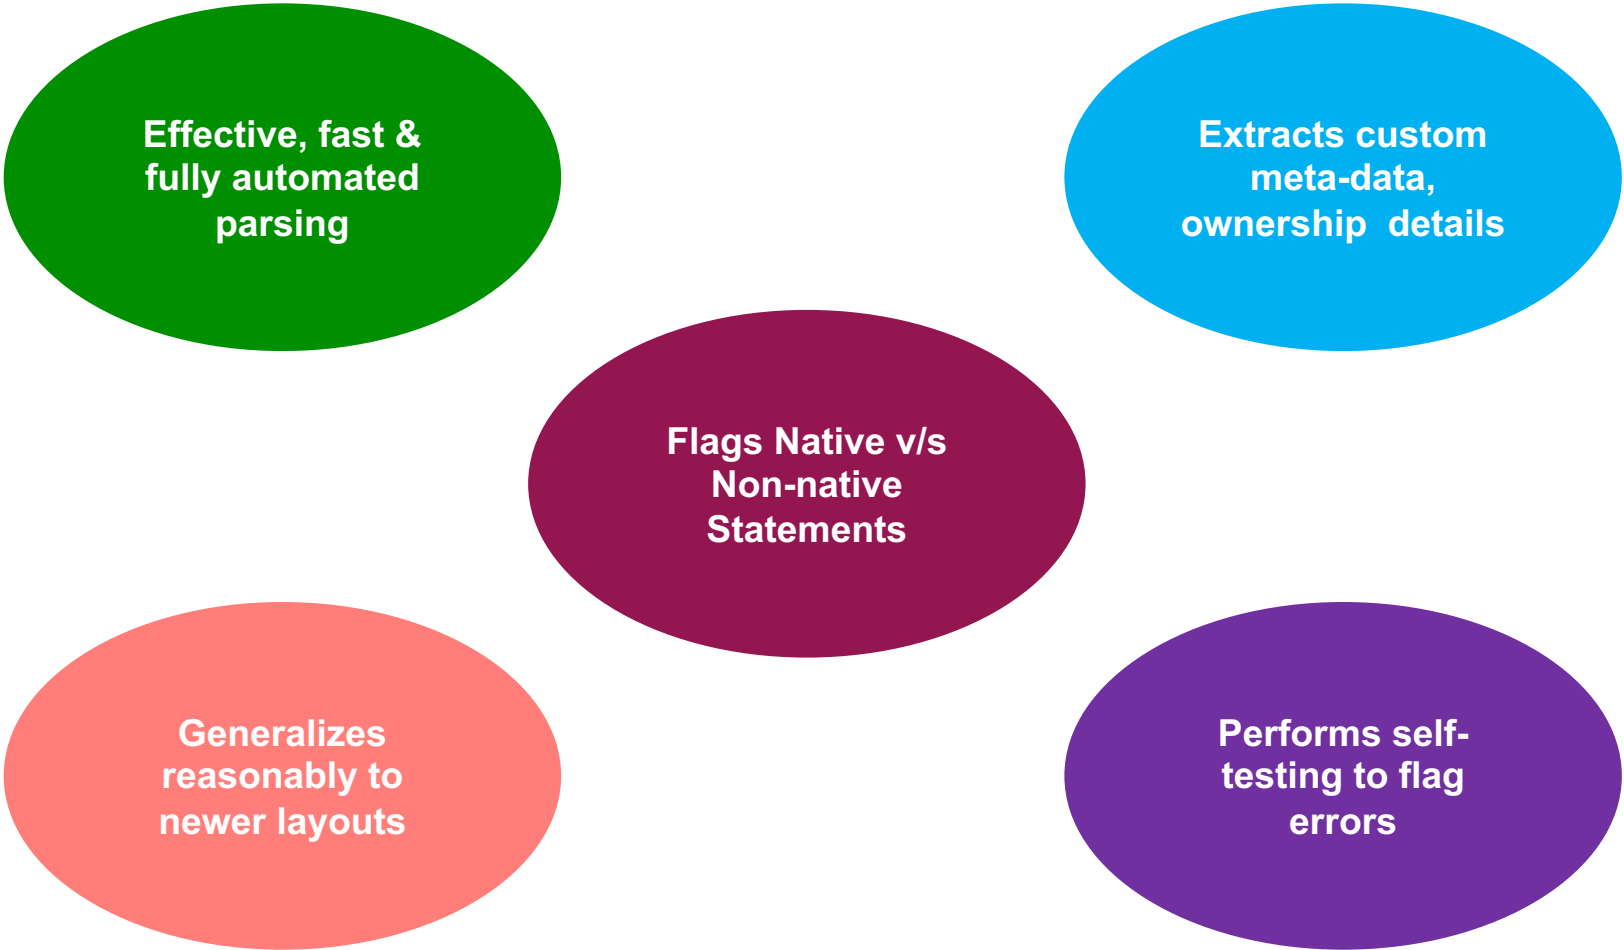 Effective, fast &
fully automated
parsing
Extracts custom
meta-data,
ownership  details
Flags Native v/s
Non-native
Statements
Generalizes
reasonably to
newer layouts
Performs self-
testing to flag
errors